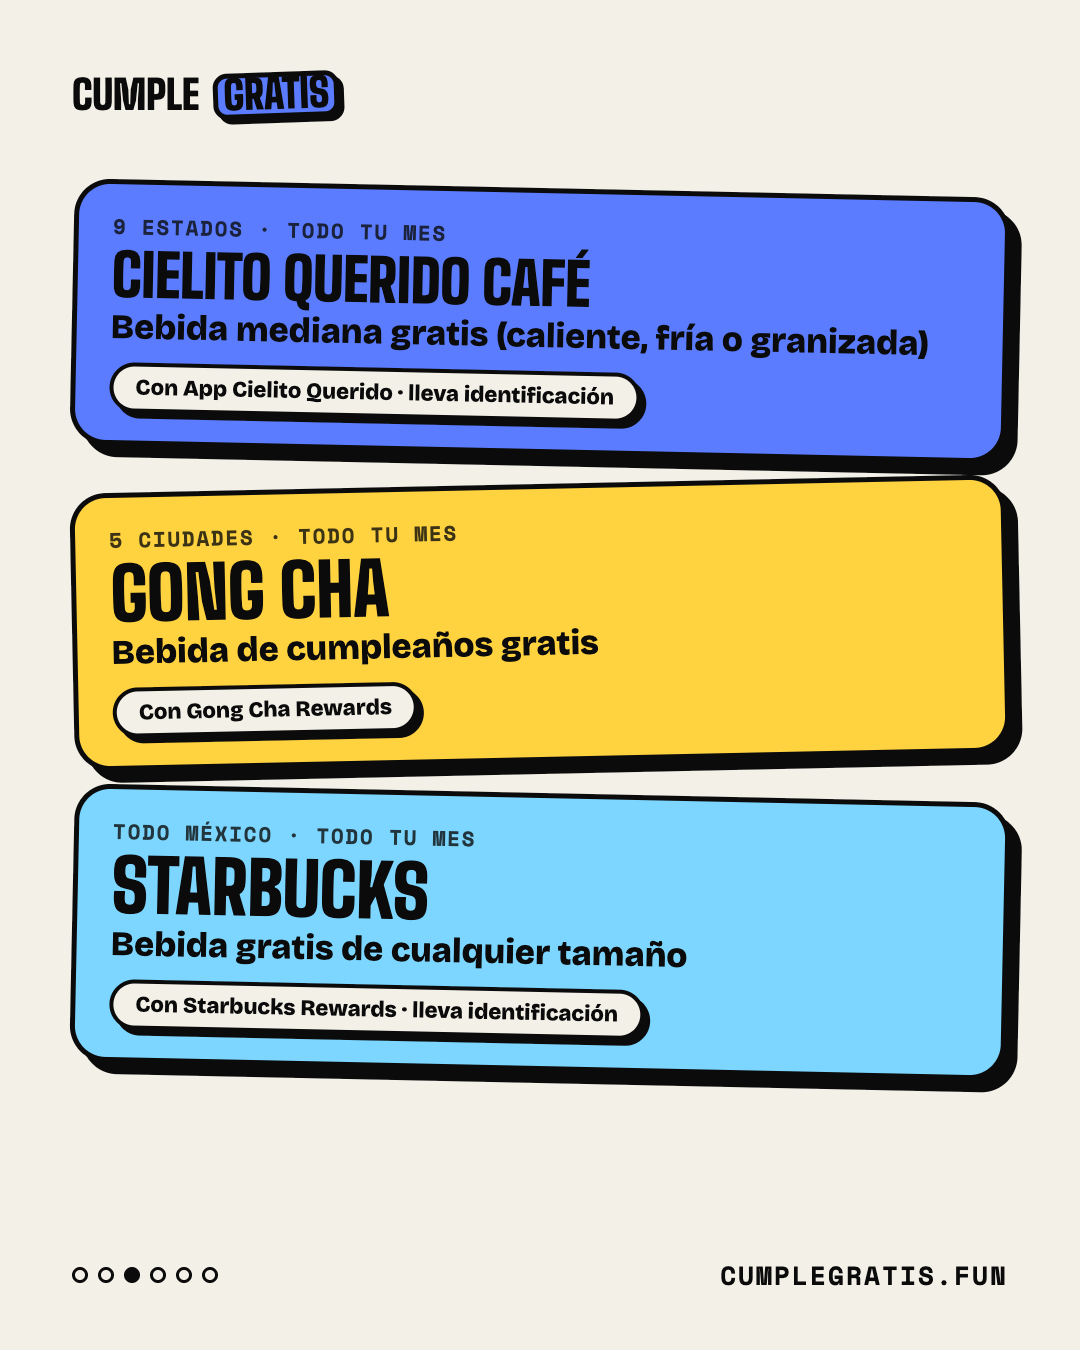 CUMPLE GRATIS
9 ESTADOS · TODO TU MES
CIELITO QUERIDO CAFÉ
Bebida mediana gratis (caliente, fría o granizada)
Con App Cielito Querido · lleva identificación
5 CIUDADES · TODO TU MES
GONG CHA
Bebida de cumpleaños gratis
Con Gong Cha Rewards
TODO MÉXICO · TODO TU MES
STARBUCKS
Bebida gratis de cualquier tamaño
Con Starbucks Rewards · lleva identificación
CUMPLEGRATIS.FUN